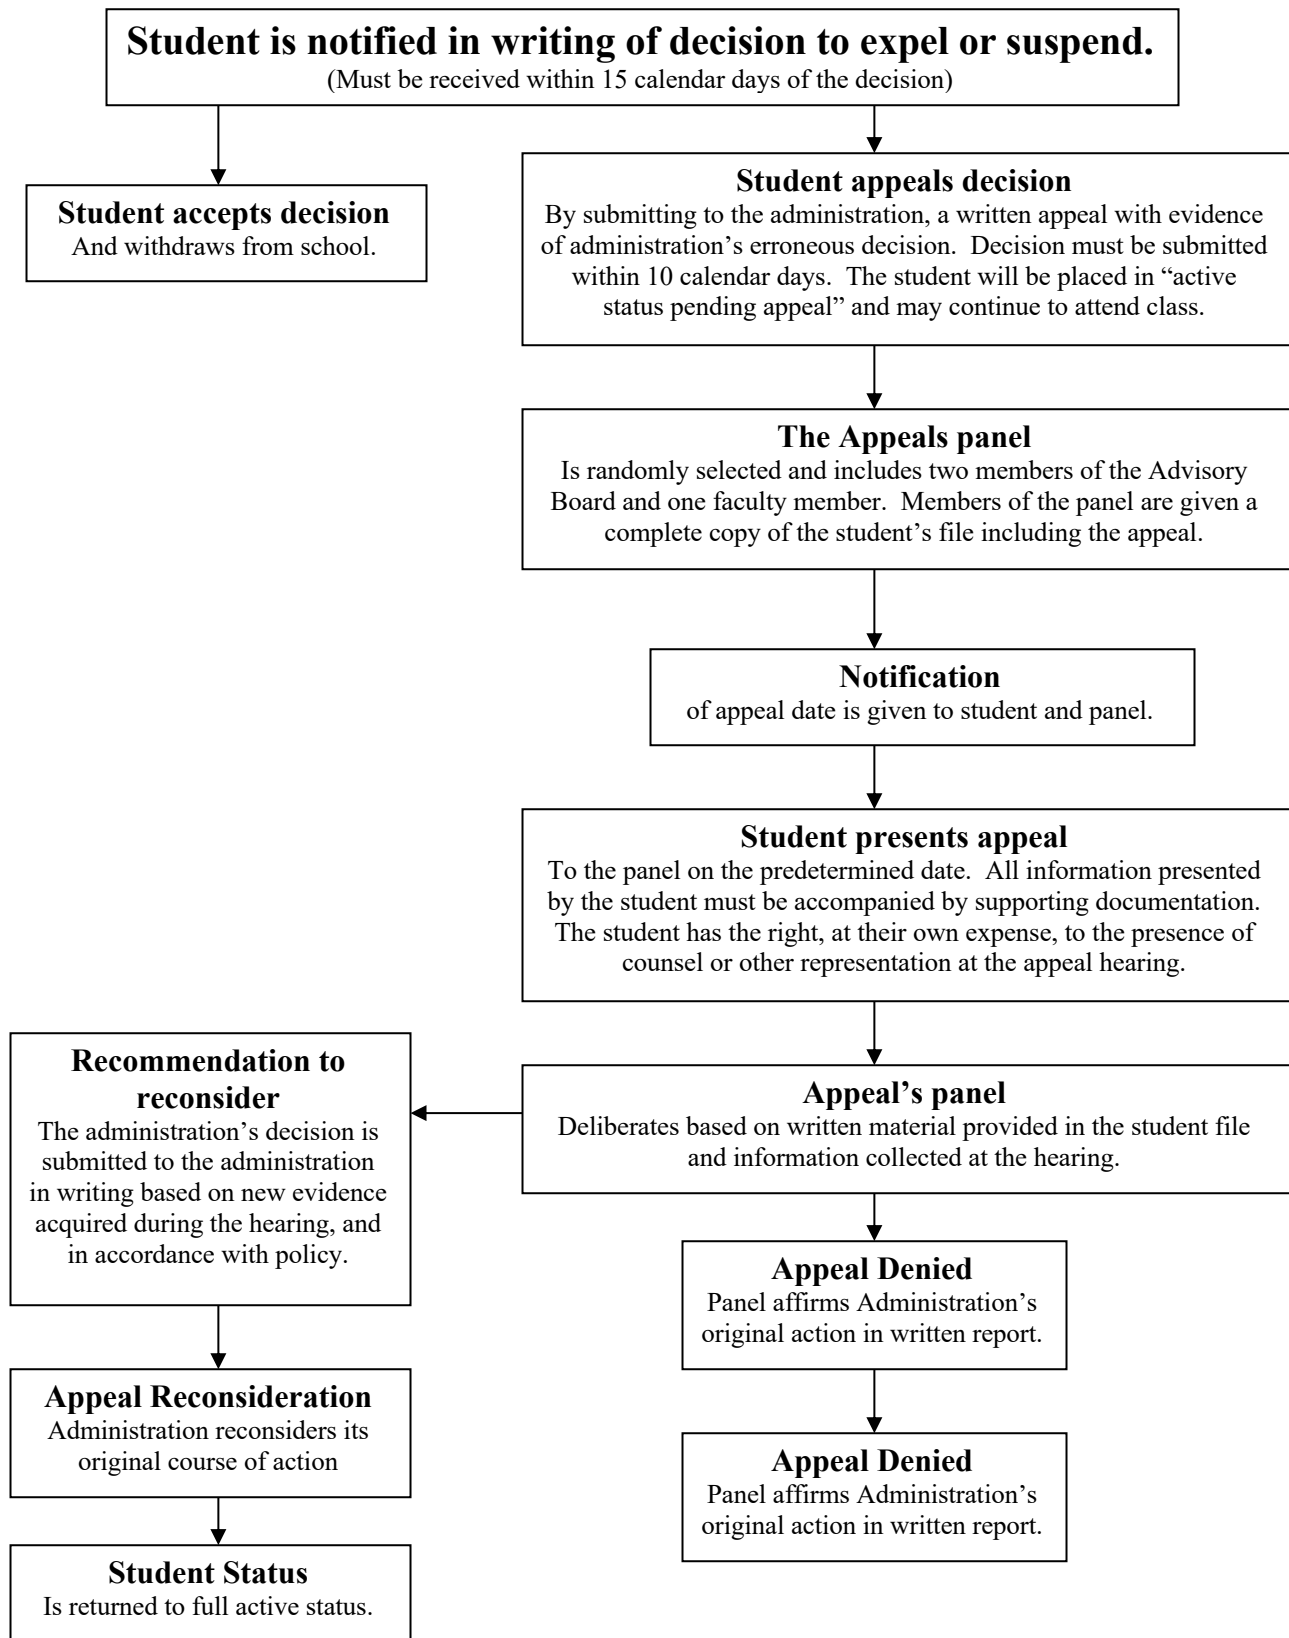 Student is notified in writing of decision to expel or suspend.
(Must be received within 15 calendar days of the decision)
Student accepts decision
And withdraws from school.
Student appeals decision
By submitting to the administration, a written appeal with evidence
of administration’s erroneous decision.  Decision must be submitted
within 10 calendar days.  The student will be placed in “active
status pending appeal” and may continue to attend class.
The Appeals panel
Is randomly selected and includes two members of the Advisory
Board and one faculty member.  Members of the panel are given a
complete copy of the student’s file including the appeal.
Notification
of appeal date is given to student and panel.
Student presents appeal
To the panel on the predetermined date.  All information presented
by the student must be accompanied by supporting documentation.
The student has the right, at their own expense, to the presence of
counsel or other representation at the appeal hearing.
Appeal’s panel
Deliberates based on written material provided in the student file
and information collected at the hearing.
Recommendation to
reconsider
The administration’s decision is
submitted to the administration
in writing based on new evidence
acquired during the hearing, and
in accordance with policy.
Appeal Reconsideration
Administration reconsiders its
original course of action
Student Status
Is returned to full active status.
Appeal Denied
Panel affirms Administration’s
original action in written report.
Appeal Denied
Panel affirms Administration’s
original action in written report.